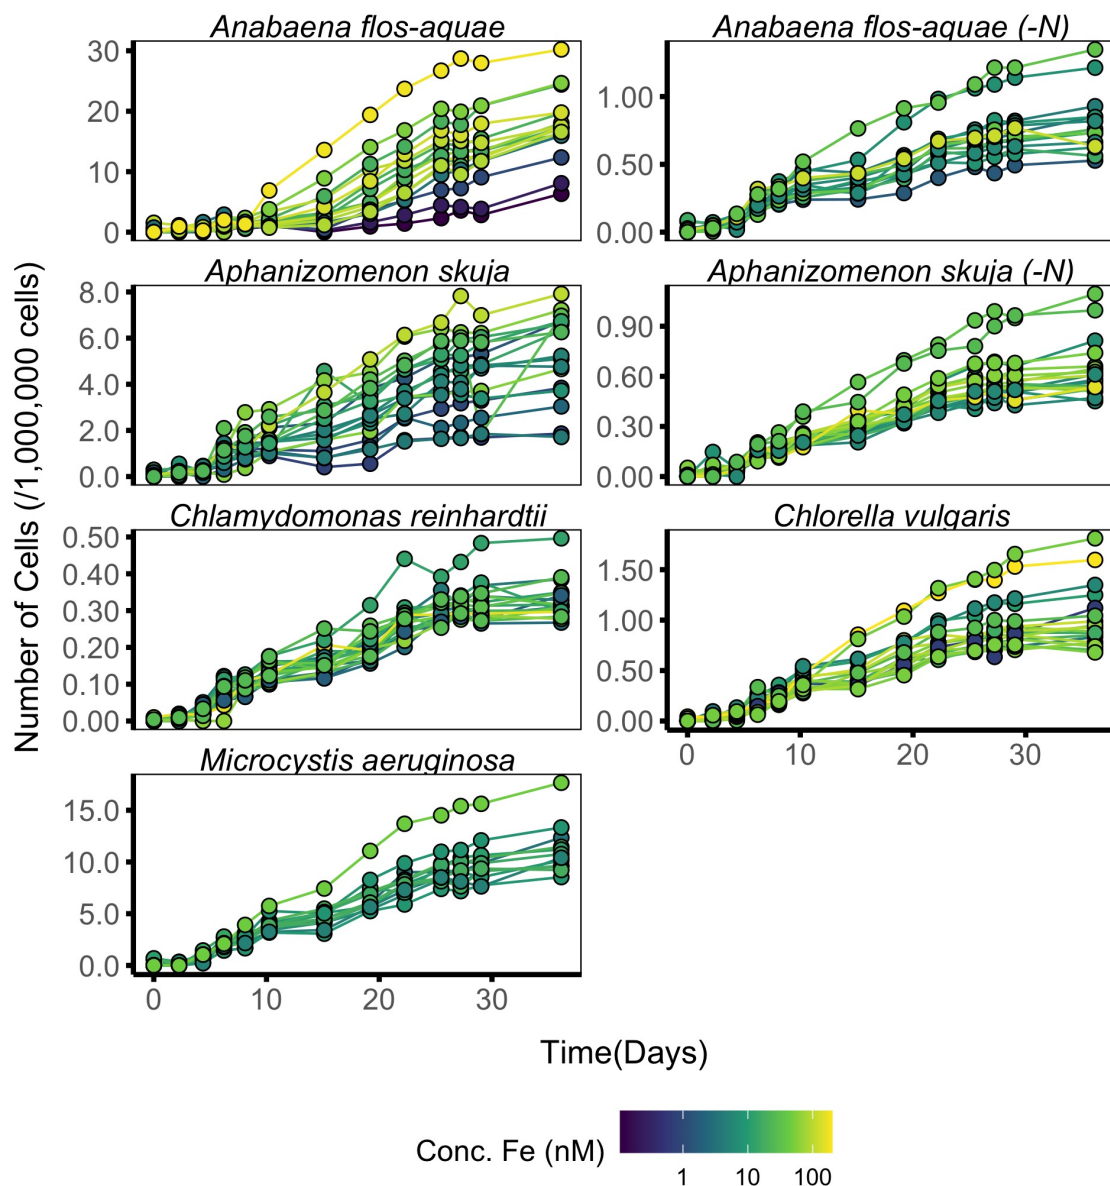 Anabaena flos-aquae
Anabaena flos-aquae (-N)
30
20
10
0
1.00
0.50
0.00
Aphanizomenon skuja
Aphanizomenon skuja (-N)
8.0
6.0
4.0
2.0
0.0
0.90
0.60
0.30
0.00
Number of Cells (/1,000,000 cells)
Chlamydomonas reinhardtii
Chlorella vulgaris
0.50
0.40
0.30
0.20
0.10
0.00
1.50
1.00
0.50
0.00
0 10 20 30
Microcystis aeruginosa
15.0
10.0
5.0
0.0
0 10 20 30
Time(Days)
Conc. Fe (nM)
1 10 100